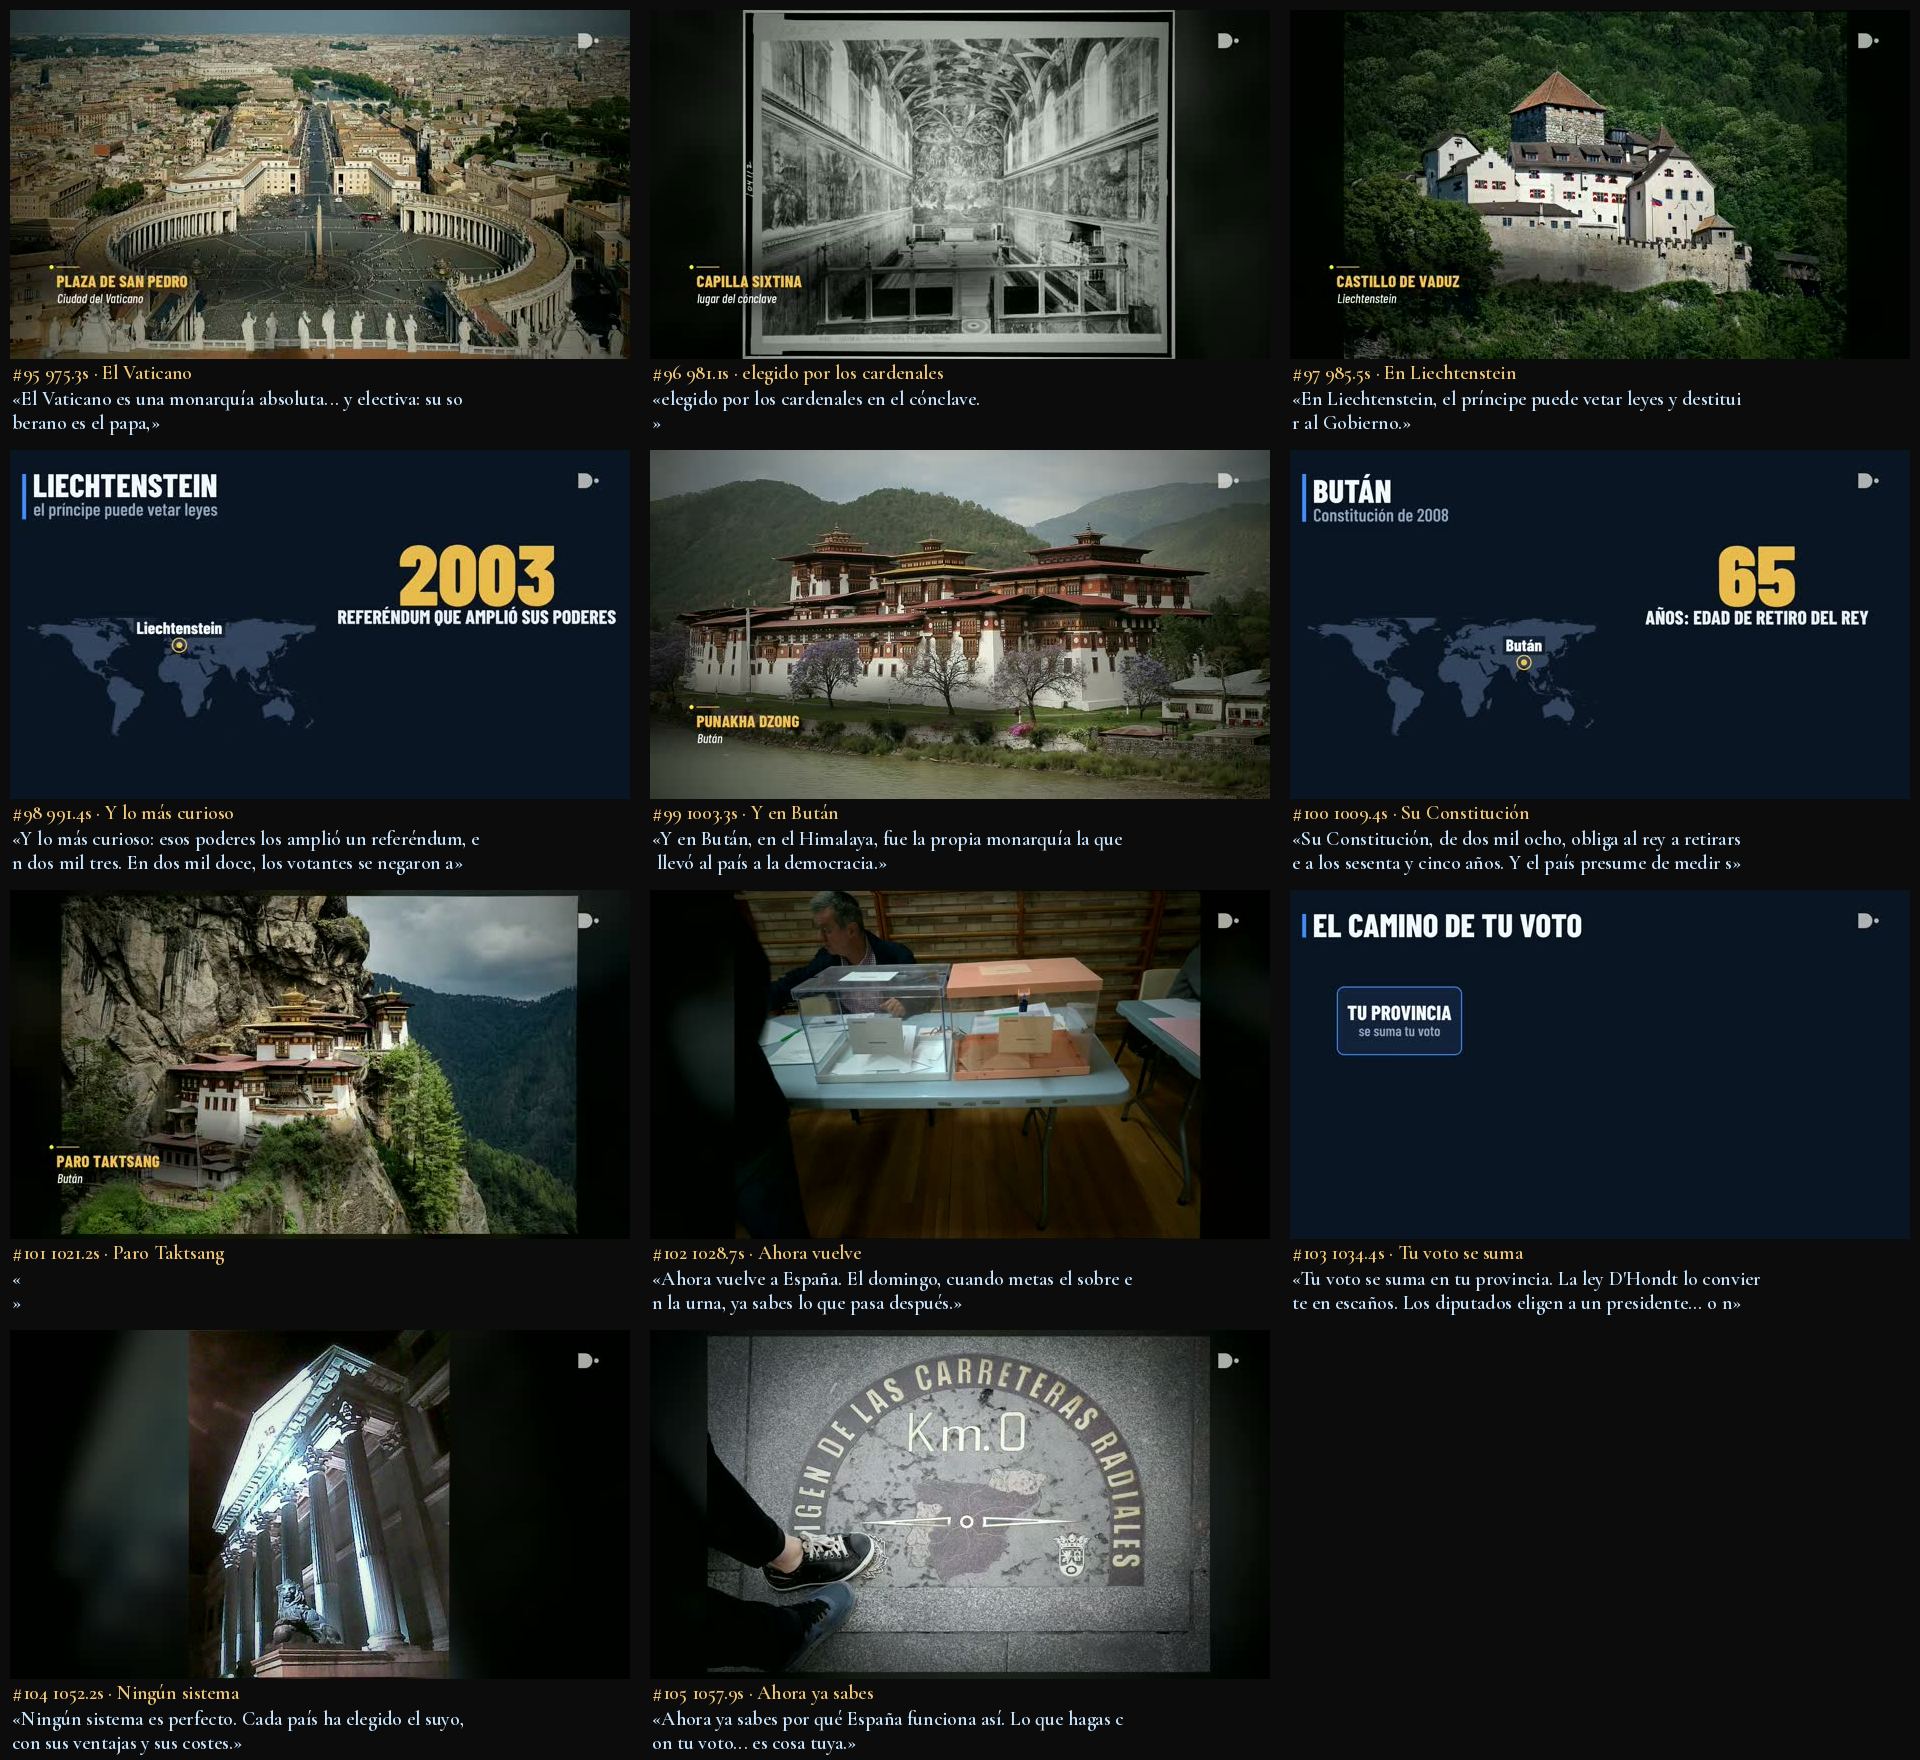 PLAZA DE SAN PEDRO
Ciudad del Vaticano
#95 975.3s · El Vaticano
«El Vaticano es una monarquía absoluta... y electiva: su so
berano es el papa,»
CAPILLA SIXTINA
lugar del cónclave
#96 981.1s · elegido por los cardenales
«elegido por los cardenales en el cónclave.
»
CASTILLO DE VADUZ
Liechtenstein
#97 985.5s · En Liechtenstein
«En Liechtenstein, el príncipe puede vetar leyes y destitui
r al Gobierno.»
LIECHTENSTEIN
el príncipe puede vetar leyes
2003
REFERÉNDUM QUE AMPLIÓ SUS PODERES
Liechtenstein
#98 991.4s · Y lo más curioso
«Y lo más curioso: esos poderes los amplió un referéndum, e
n dos mil tres. En dos mil doce, los votantes se negaron a»
PUNAKHA DZONG
Bután
#99 1003.3s · Y en Bután
«Y en Bután, en el Himalaya, fue la propia monarquía la que
llevó al país a la democracia.»
BUTÁN
Constitución de 2008
65
AÑOS: EDAD DE RETIRO DEL REY
Bután
#100 1009.4s · Su Constitución
«Su Constitución, de dos mil ocho, obliga al rey a retirars
e a los sesenta y cinco años. Y el país presume de medir s»
PARO TAKTSANG
Bután
#101 1021.2s · Paro Taktsang
«
»
#102 1028.7s · Ahora vuelve
«Ahora vuelve a España. El domingo, cuando metas el sobre e
n la urna, ya sabes lo que pasa después.»
EL CAMINO DE TU VOTO
TU PROVINCIA
se suma tu voto
#103 1034.4s · Tu voto se suma
«Tu voto se suma en tu provincia. La ley D'Hondt lo convier
te en escaños. Los diputados eligen a un presidente... o n»
#104 1052.2s · Ningún sistema
«Ningún sistema es perfecto. Cada país ha elegido el suyo,
con sus ventajas y sus costes.»
IGEN DE LAS CARRETERAS RADIALES
Km.0
#105 1057.9s · Ahora ya sabes
«Ahora ya sabes por qué España funciona así. Lo que hagas c
on tu voto... es cosa tuya.»